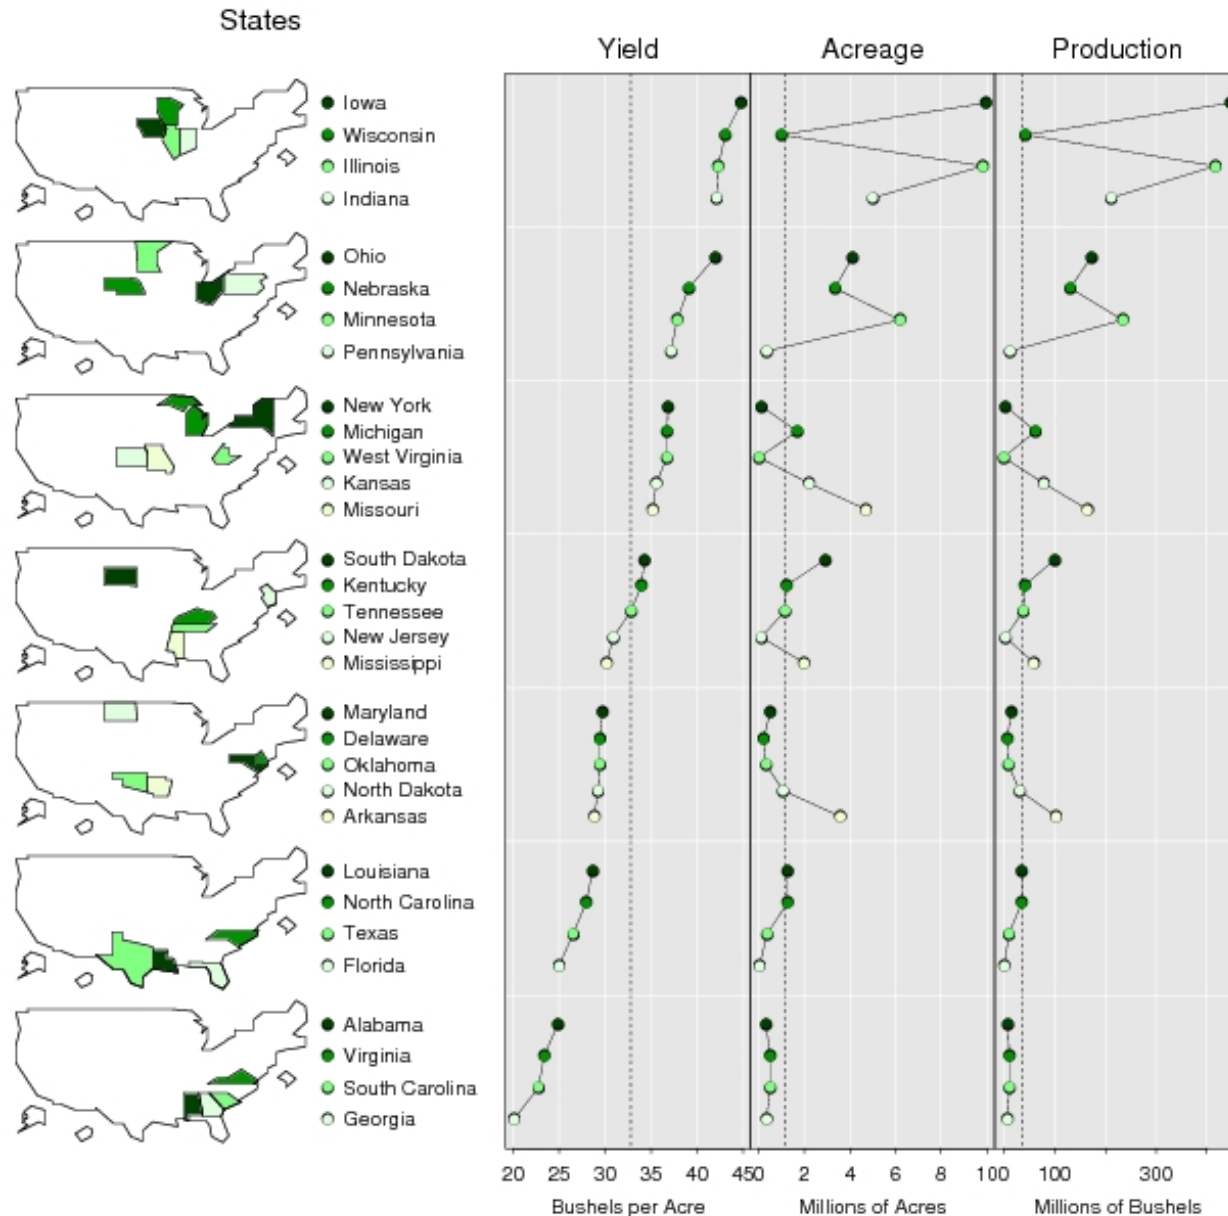 States
Yield
Acreage
Production
Iowa
Wisconsin
Illinois
Indiana
Ohio
Nebraska
Minnesota
Pennsylvania
New York
Michigan
West Virginia
Kansas
Missouri
South Dakota
Kentucky
Tennessee
New Jersey
Mississippi
Maryland
Delaware
Oklahoma
North Dakota
Arkansas
Louisiana
North Carolina
Texas
Florida
Alabama
Virginia
South Carolina
Georgia
20 25 30 35 40 45
0 2 4 6 8 10
0 100 300
Bushels per Acre
Millions of Acres
Millions of Bushels